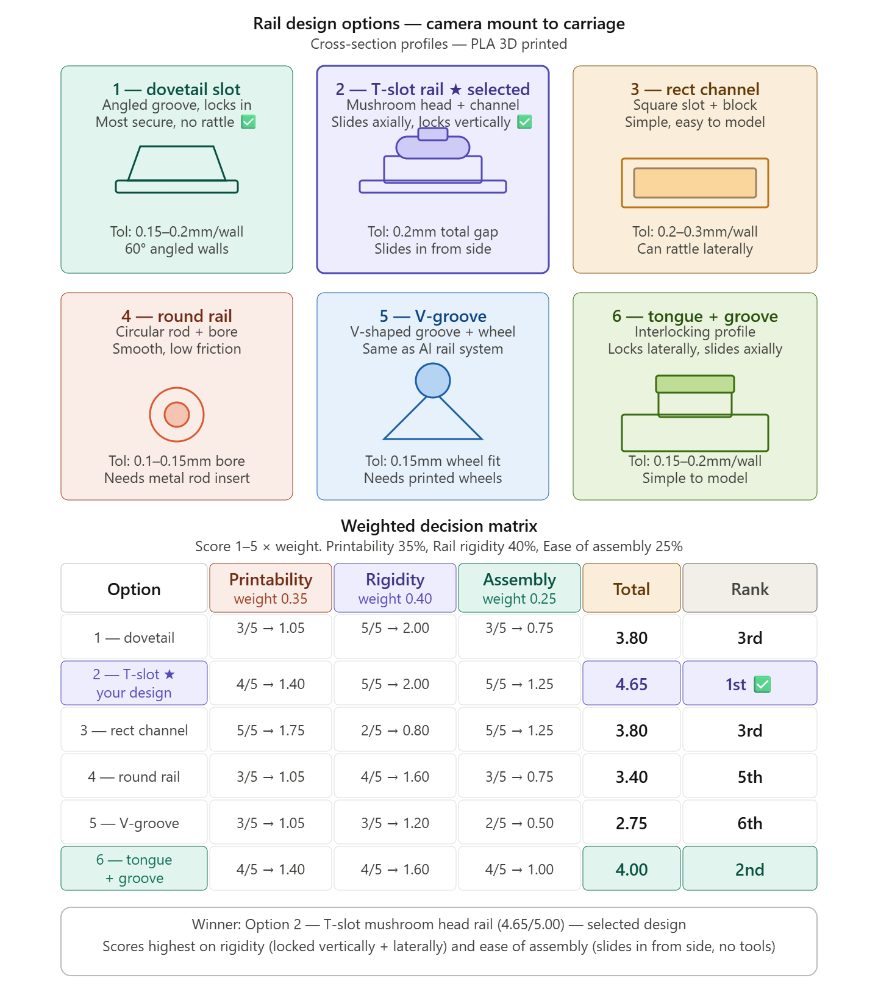 Rail design options — camera mount to carriage
Cross-section profiles — PLA 3D printed
1 — dovetail slot
Angled groove, locks in
Most secure, no rattle ✅
Tol: 0.15–0.2mm/wall
60° angled walls
2 — T-slot rail ★ selected
Mushroom head + channel
Slides axially, locks vertically ✅
Tol: 0.2mm total gap
Slides in from side
3 — rect channel
Square slot + block
Simple, easy to model
Tol: 0.2–0.3mm/wall
Can rattle laterally
4 — round rail
Circular rod + bore
Smooth, low friction
Tol: 0.1–0.15mm bore
Needs metal rod insert
5 — V-groove
V-shaped groove + wheel
Same as Al rail system
Tol: 0.15mm wheel fit
Needs printed wheels
6 — tongue + groove
Interlocking profile
Locks laterally, slides axially
Tol: 0.15–0.2mm/wall
Simple to model
Weighted decision matrix
Score 1–5 × weight. Printability 35%, Rail rigidity 40%, Ease of assembly 25%
Option
Printability
weight 0.35
Rigidity
weight 0.40
Assembly
weight 0.25
Total
Rank
1 — dovetail
3/5 → 1.05
5/5 → 2.00
3/5 → 0.75
3.80
3rd
2 — T-slot ★
your design
4/5 → 1.40
5/5 → 2.00
5/5 → 1.25
4.65
1st ✅
3 — rect channel
5/5 → 1.75
2/5 → 0.80
5/5 → 1.25
3.80
3rd
4 — round rail
3/5 → 1.05
4/5 → 1.60
3/5 → 0.75
3.40
5th
5 — V-groove
3/5 → 1.05
3/5 → 1.20
2/5 → 0.50
2.75
6th
6 — tongue
+ groove
4/5 → 1.40
4/5 → 1.60
4/5 → 1.00
4.00
2nd
Winner: Option 2 — T-slot mushroom head rail (4.65/5.00) — selected design
Scores highest on rigidity (locked vertically + laterally) and ease of assembly (slides in from side, no tools)